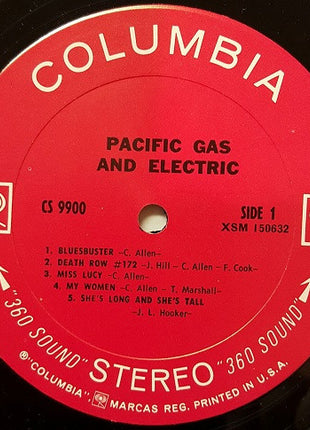 COLUMBIA
PACIFIC GAS
AND ELECTRIC
CS 9900
SIDE 1
XSM 150632
1. BLUESBUSTER -C. Allen-
2. DEATH ROW #172 -J. Hill - C. Allen - F. Cook-
3. MISS LUCY -C. Allen-
4. MY WOMEN -C. Allen - T. Marshall-
5. SHE'S LONG AND SHE'S TALL
-J. L. Hooker-
"360 SOUND" STEREO "360 SOUND"
® "COLUMBIA", MARCAS REG. PRINTED IN U.S.A.